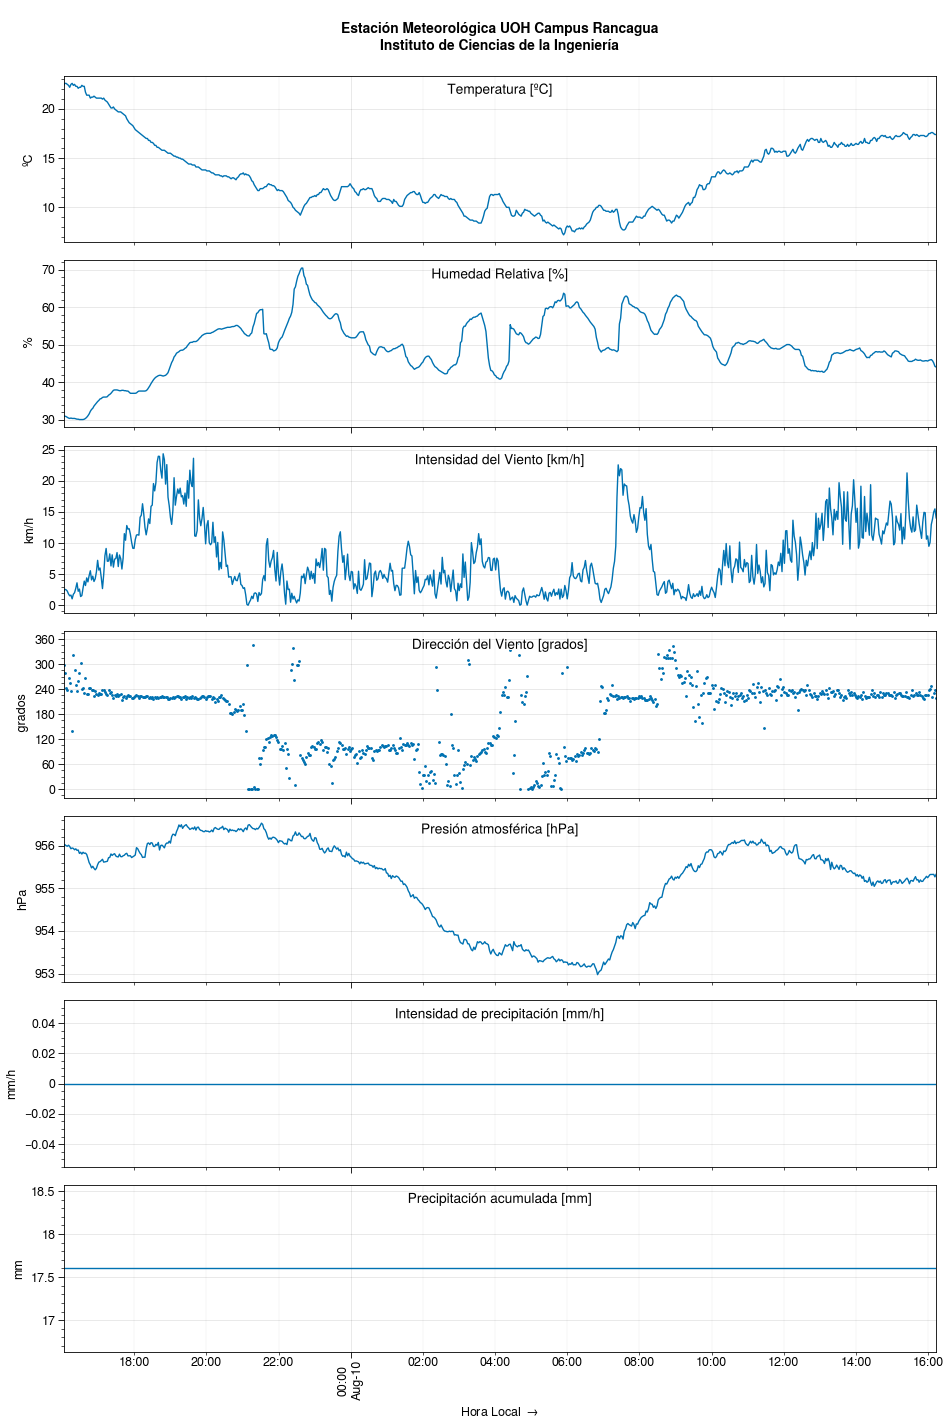 Estación Meteorológica UOH Campus Rancagua
Instituto de Ciencias de la Ingeniería
Temperatura [ºC]
ºC
20
15
10
Humedad Relativa [%]
%
70
60
50
40
30
Intensidad del Viento [km/h]
km/h
25
20
15
10
5
0
Dirección del Viento [grados]
grados
360
300
240
180
120
60
0
Presión atmosférica [hPa]
hPa
956
955
954
953
Intensidad de precipitación [mm/h]
mm/h
0.04
0.02
0
−0.02
−0.04
Precipitación acumulada [mm]
mm
18.5
18
17.5
17
18:00 20:00 22:00 00:00 02:00 04:00 06:00 08:00 10:00 12:00 14:00 16:00
Aug-10
Hora Local →